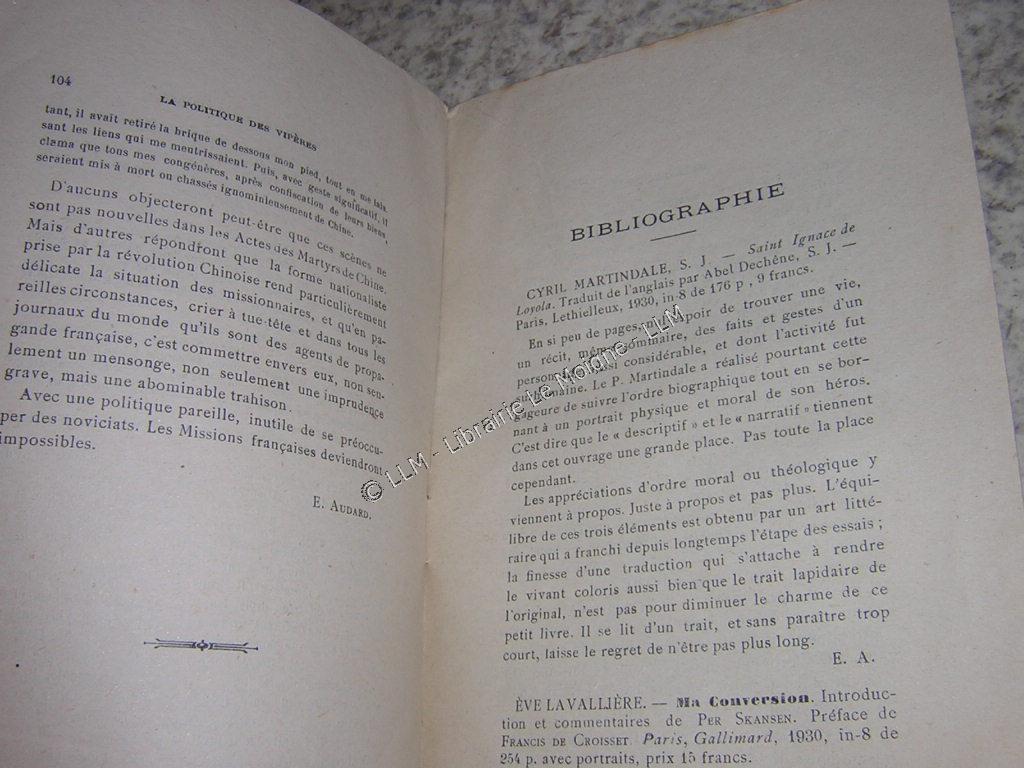 104
LA POLITIQUE DES VIPÈRES
tant, il avait retiré la brique de dessons mon pied, tout en me fais
sant les liens qui me meurtrissaient. Puis, avec geste significatif, il
clama que tons mes congénères, après confiscation de leurs biens,
seraient mis à mort ou chassés ignominieusement de Chine.
D'aucuns objecteront peut-être que ces scènes ne
sont pas nouvelles dans les Actes des Martyrs de Chine.
Mais d'autres répondront que la forme nationaliste
prise par la révolution Chinoise rend particulièrement
délicate la situation des missionnaires, et qu'en pa-
reilles circonstances, crier à tue-tête et dans tous les
journaux du monde qu'ils sont des agents de propa-
gande française, c'est commettre envers eux, non seu-
lement un mensonge, non seulement une imprudence
grave, mais une abominable trahison.
Avec une politique pareille, inutile de se préoccu-
per des noviciats. Les Missions françaises deviendront
impossibles.
E. AUDARD.
BIBLIOGRAPHIE
CYRIL MARTINDALE, S. J. — Saint Ignace de
Loyola. Traduit de l'anglais par Abel Dechêne, S. J. —
Paris, Lethielleux, 1930, in-8 de 176 p, 9 francs.
En si peu de pages, nul espoir de trouver une vie,
un récit, même sommaire, des faits et gestes d'un
personnage aussi considérable, et dont l'activité fut
surhumaine. Le P. Martindale a réalisé pourtant cette
gageure de suivre l'ordre biographique tout en se bor-
nant à un portrait physique et moral de son héros.
C'est dire que le « descriptif » et le « narratif » tiennent
dans cet ouvrage une grande place. Pas toute la place
cependant.
Les appréciations d'ordre moral ou théologique y
viennent à propos. Juste à propos et pas plus. L'équi-
libre de ces trois éléments est obtenu par un art litté-
raire qui a franchi depuis longtemps l'étape des essais ;
la finesse d'une traduction qui s'attache à rendre
le vivant coloris aussi bien que le trait lapidaire de
l'original, n'est pas pour diminuer le charme de ce
petit livre. Il se lit d'un trait, et sans paraître trop
court, laisse le regret de n'être pas plus long.
E. A.
ÈVE LAVALLIÈRE. — Ma Conversion. Introduc-
tion et commentaires de PER SKANSEN. Préface de
FRANCIS DE CROISSET. Paris, Gallimard, 1930, in-8 de
254 p. avec portraits, prix 15 francs.
© LLM - Librairie Le Moigne - LLM